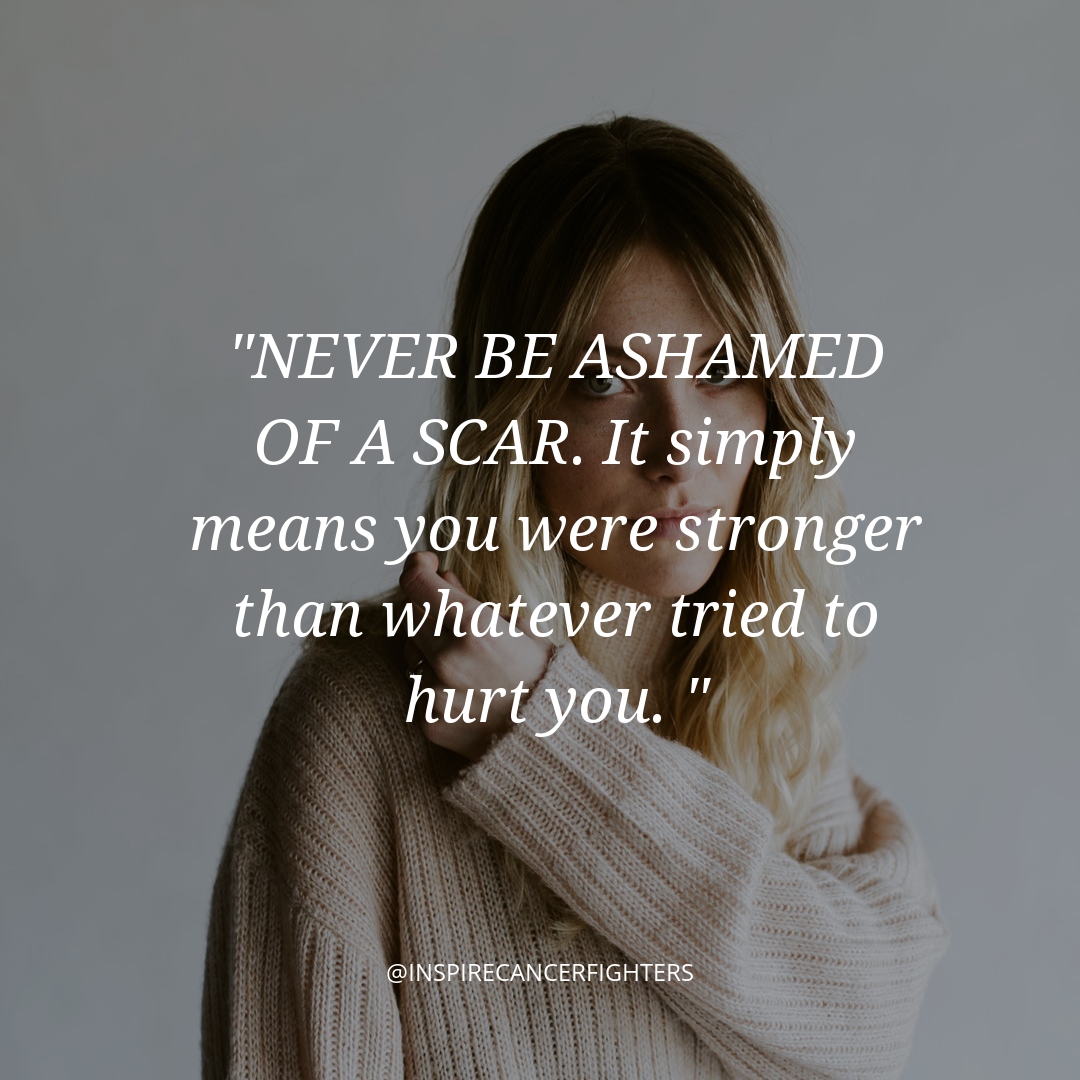 "NEVER BE ASHAMED
OF A SCAR. It simply
means you were stronger
than whatever tried to
hurt you. "
@INSPIRECANCERFIGHTERS